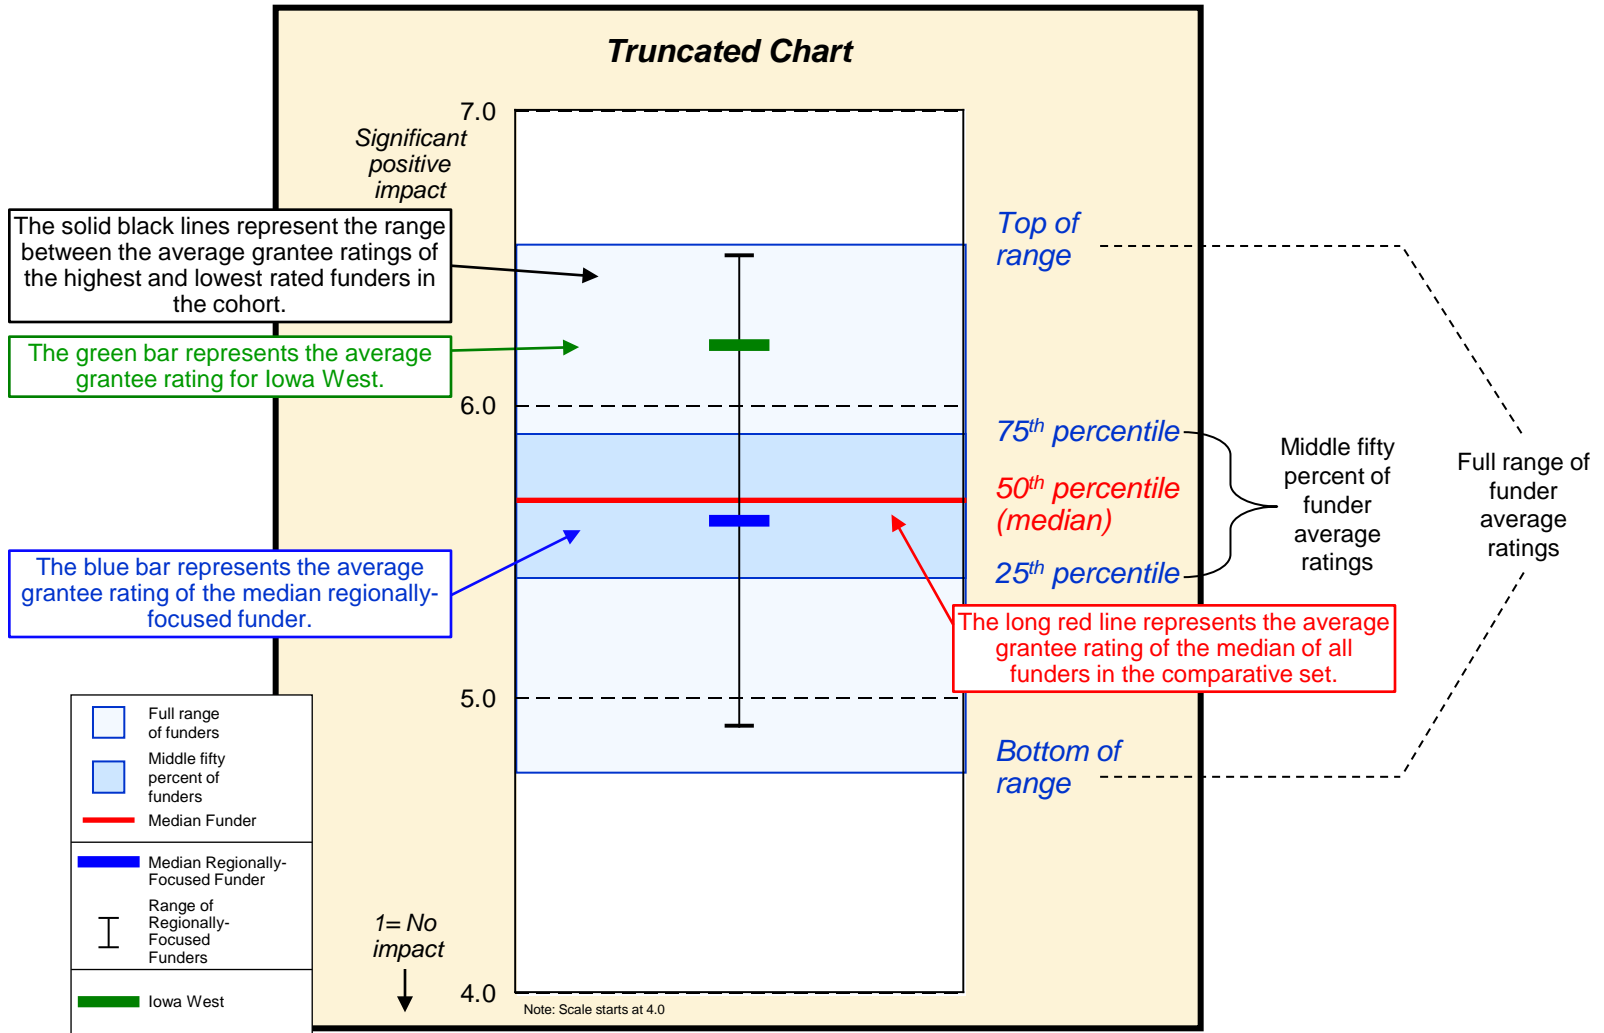 Truncated Chart
7.0
Significant
positive
impact
The solid black lines represent the range
between the average grantee ratings of
the highest and lowest rated funders in
the cohort.
Top of
range
The green bar represents the average
grantee rating for Iowa West.
6.0
75th percentile
50th percentile
(median)
25th percentile
Middle fifty
percent of
funder
average
ratings
Full range of
funder
average
ratings
The blue bar represents the average
grantee rating of the median regionally-
focused funder.
The long red line represents the average
grantee rating of the median of all
funders in the comparative set.
5.0
Bottom of
range
Full range
of funders
Middle fifty
percent of
funders
Median Funder
Median Regionally-
Focused Funder
Range of
Regionally-
Focused
Funders
Iowa West
1= No
impact
4.0
Note: Scale starts at 4.0